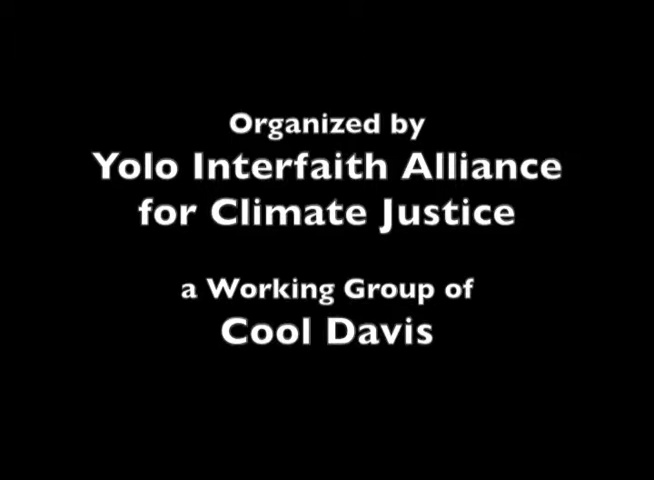 Organized by
Yolo Interfaith Alliance
for Climate Justice
a Working Group of
Cool Davis